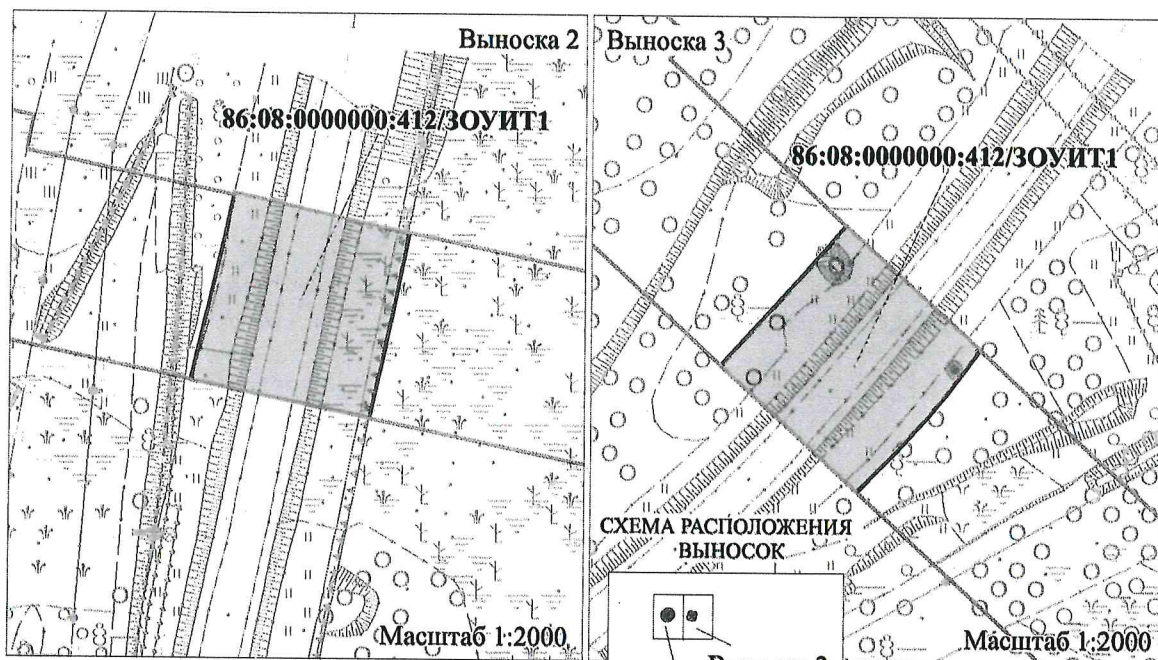 Выноска 2
86:08:0000000:412/ЗОУИТ1
Масштаб 1:2000
Выноска 3
86:08:0000000:412/ЗОУИТ1
СХЕМА РАСПОЛОЖЕНИЯ
ВЫНОСОК
Масштаб 1:2000